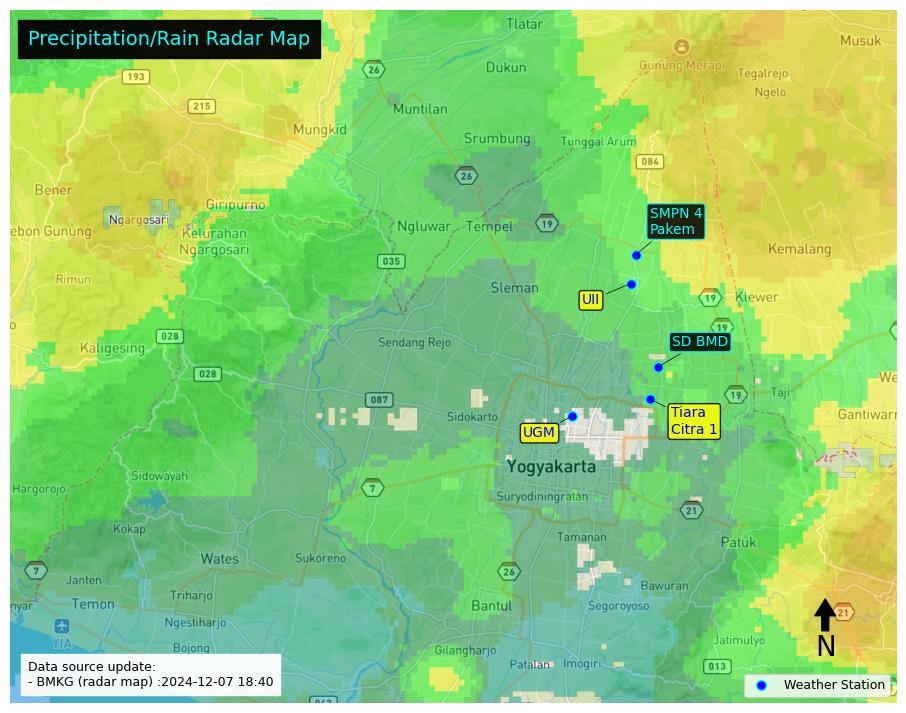 Precipitation/Rain Radar Map
Tlatar
Musuk
Gunung Merapi
Tegalrejo
Ngelo
193
26
Dukun
215
Muntilan
Mungkid
Srumbung
Tunggal Arum
084
26
Bener
Giripurno
Ngargosari
ebon Gunung
Kelurahan
Ngargosari
Ngluwar
Tempel
19
SMPN 4
Pakem
Kemalang
035
Rimun
Sleman
UII
19
Klewer
19
028
Kaligesing
Sendang Rejo
SD BMD
028
087
Sidokarto
19
Taji
We
Gantiwarn
Tiara
Citra 1
UGM
Yogyakarta
Sidowayah
Hargorojo
7
Suryodiningratan
21
Kokap
Tamanan
Patuk
Wates
Sukoreno
7
Janten
26
Bawuran
Triharjo
nyar
Temon
Bantul
Segoroyoso
21
Ngestiharjo
YIA
Bojong
Jatimulyo
N
Gilangharjo
Patalan
Imogiri
013
Data source update:
- BMKG (radar map) :2024-12-07 18:40
Weather Station